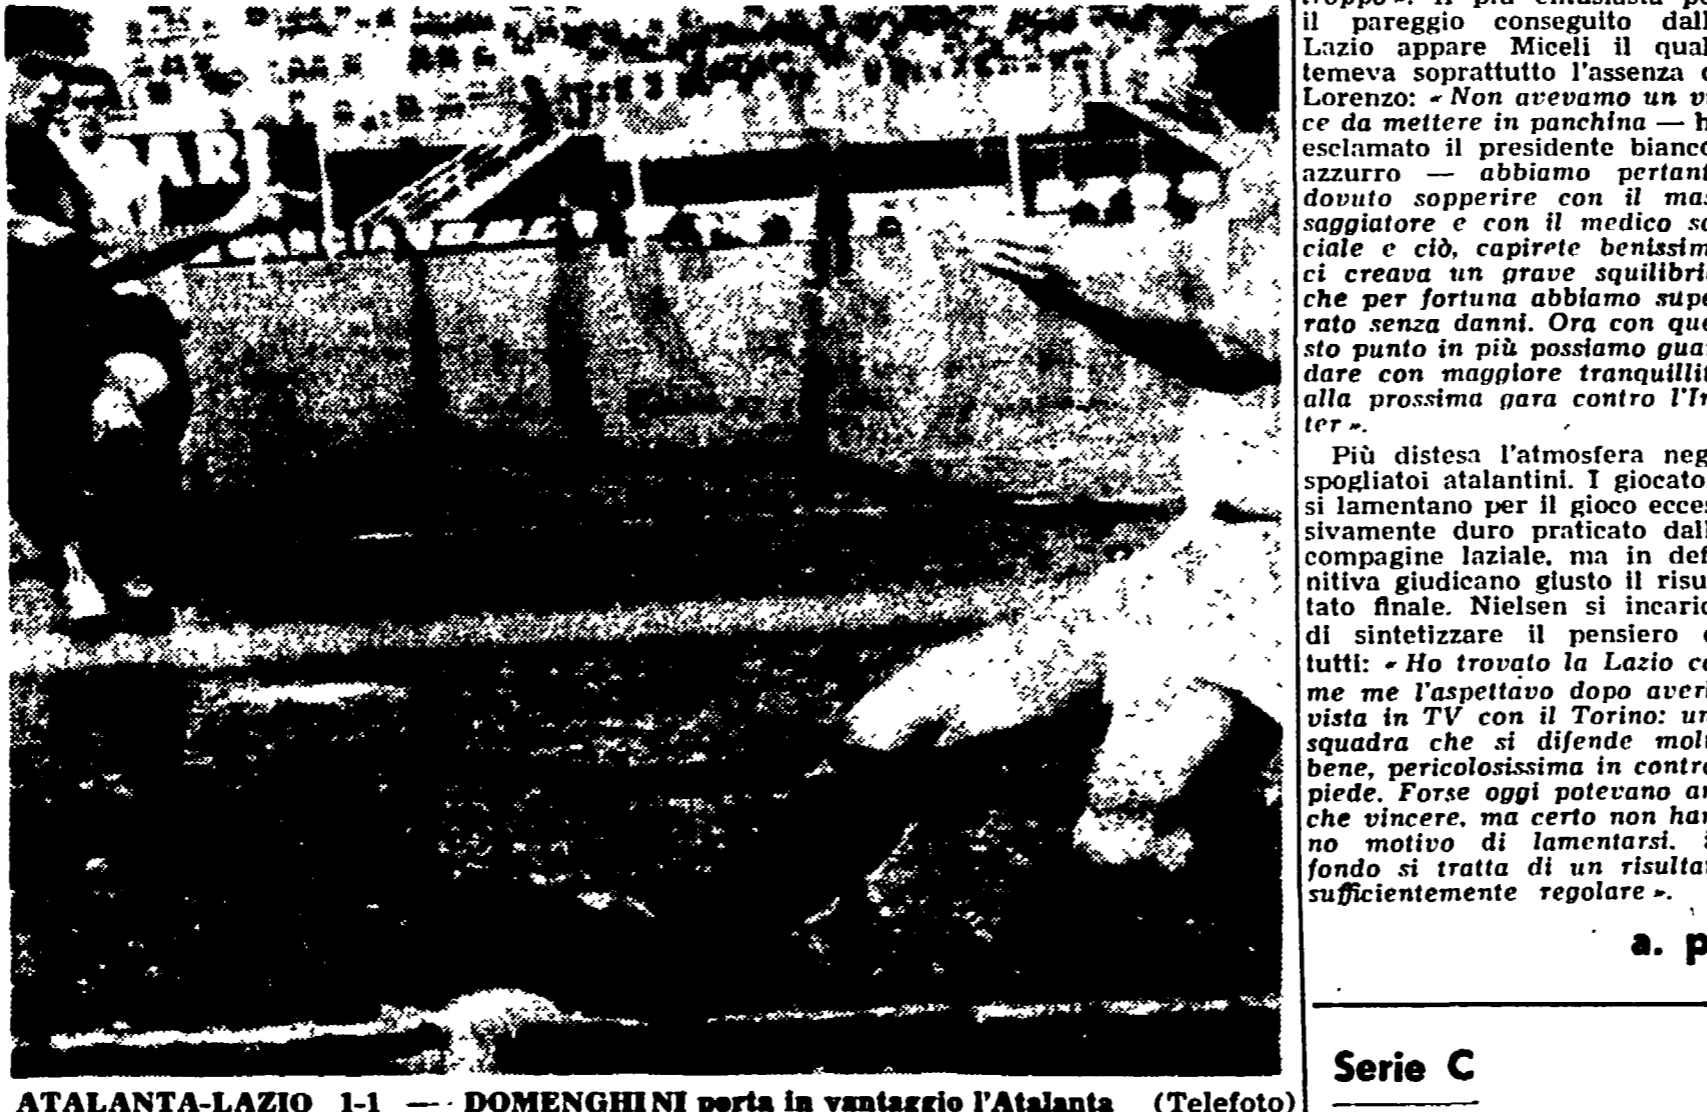 il pareggio conseguito dall
Lazio appare Miceli il qual
temeva soprattutto l'assenza
Lorenzo: « Non avevamo un vi
ce da mettere in panchina — h
esclamato il presidente bianco
azzurro — abbiamo pertant
dovuto sopperire con il mas
saggiatore e con il medico so
ciale e ciò, capirete benissim
ci creava un grave squilibri
che per fortuna abbiamo supe
rato senza danni. Ora con que
sto punto in più possiamo guar
dare con maggiore tranquillit
alla prossima gara contro l'In
ter ».
Più distesa l'atmosfera neg
spogliatoi atalantini. I giocato
si lamentano per il gioco ecces
sivamente duro praticato dall
compagine laziale, ma in def
nitiva giudicano giusto il risu
tato finale. Nielsen si incaric
di sintetizzare il pensiero
tutti: « Ho trovato la Lazio co
me me l'aspettavo dopo averl
vista in TV con il Torino: un
squadra che si difende molt
bene, pericolosissima in contro
piede. Forse oggi potevano an
che vincere, ma certo non han
no motivo di lamentarsi.
fondo si tratta di un risultat
sufficientemente regolare ».
a. p
Serie C
ATALANTA-LAZIO 1-1 — DOMENGHINI porta in vantaggio l'Atalanta (Telefoto)